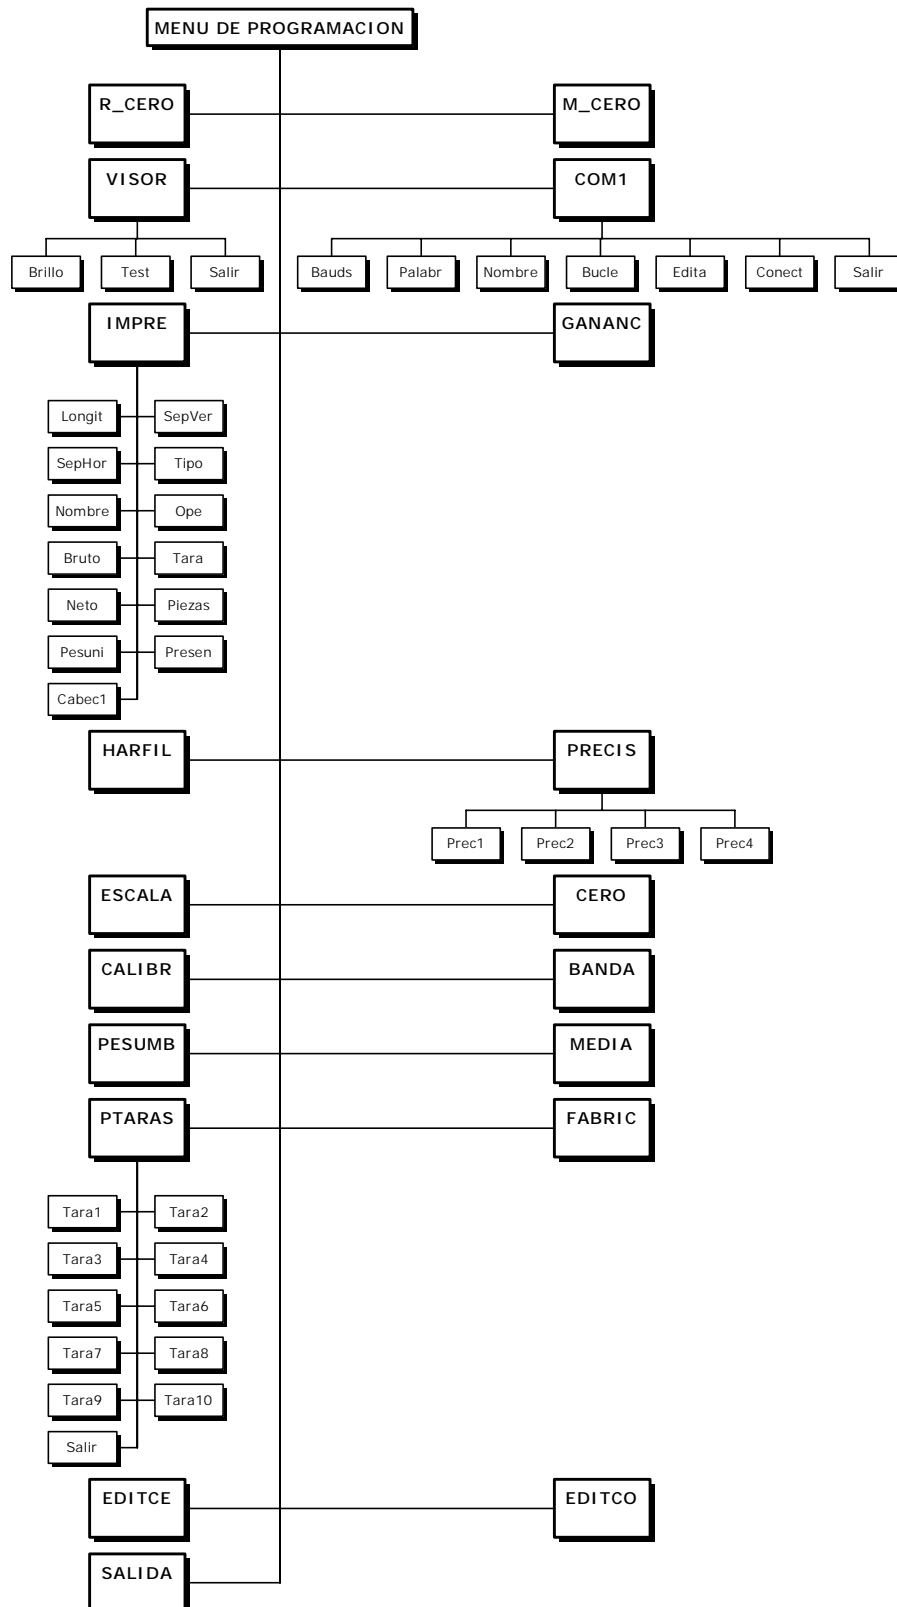 MENU DE PROGRAMACION
R_CERO
M_CERO
VISOR
COM1
Brillo
Test
Salir
Bauds
Palabr
Nombre
Bucle
Edita
Conect
Salir
IMPRE
GANANC
Longit
SepVer
SepHor
Tipo
Nombre
Ope
Bruto
Tara
Neto
Piezas
Pesuni
Presen
Cabec1
HARFIL
PRECIS
Prec1
Prec2
Prec3
Prec4
ESCALA
CERO
CALIBR
BANDA
PESUMB
MEDIA
PTARAS
FABRIC
Tara1
Tara2
Tara3
Tara4
Tara5
Tara6
Tara7
Tara8
Tara9
Tara10
Salir
EDITCE
EDITCO
SALIDA